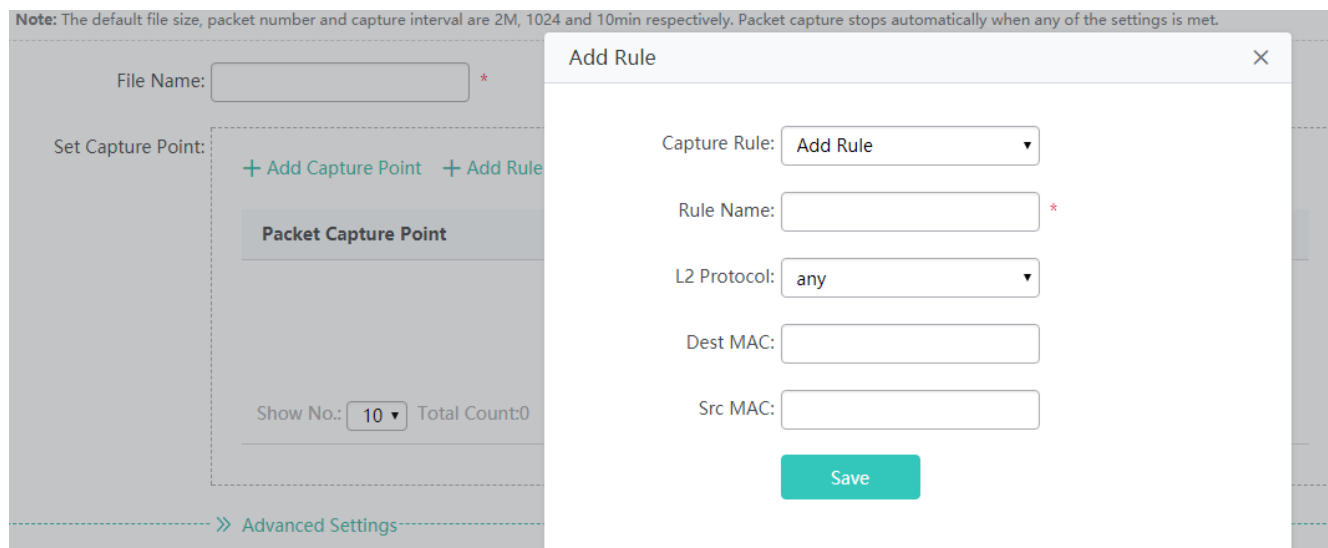 Note: The default file size, packet number and capture interval are 2M, 1024 and 10min respectively. Packet capture stops automatically when any of the settings is met.
File Name: *
Set Capture Point:
Add Capture Point Add Rule
Packet Capture Point
Show No.: 10 Total Count:0
Advanced Settings
Add Rule
Capture Rule: Add Rule
Rule Name: *
L2 Protocol: any
Dest MAC:
Src MAC:
Save